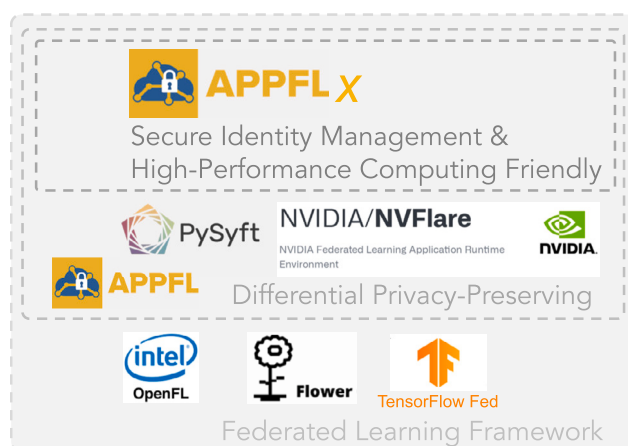 APPFL X
Secure Identity Management &
High-Performance Computing Friendly
PySyft
NVIDIA/NVFlare
NVIDIA Federated Learning Application Runtime
Environment
NVIDIA.
APPFL
Differential Privacy-Preserving
intel
OpenFL
Flower
TensorFlow Fed
Federated Learning Framework